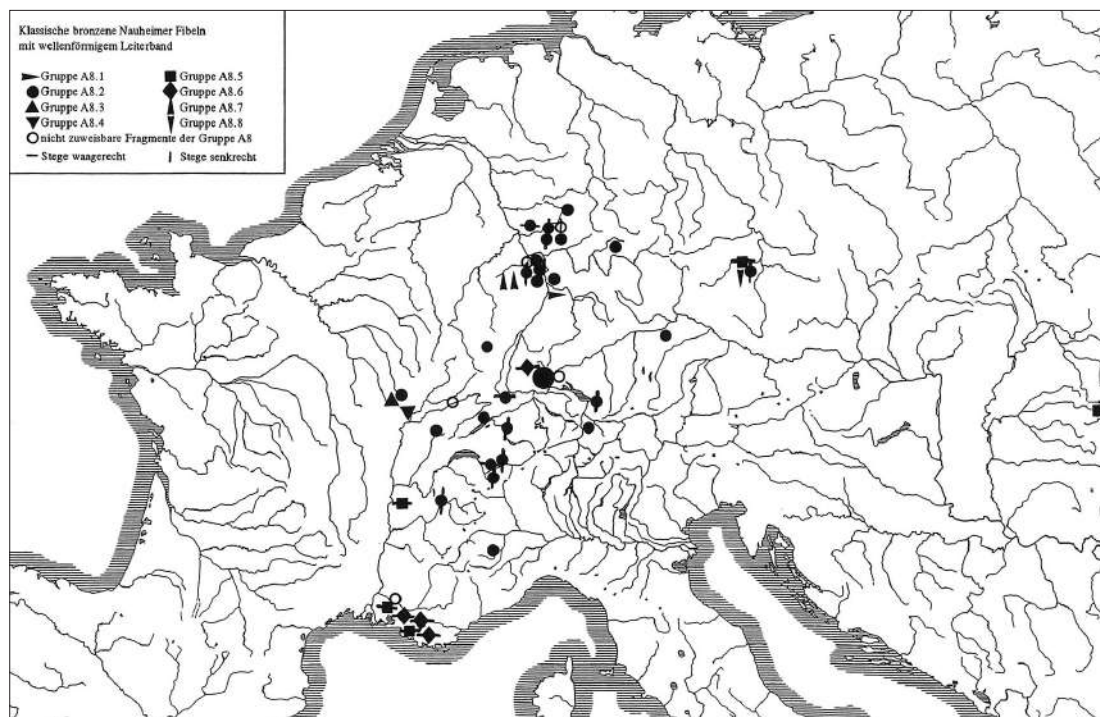 Klassische bronzene Nauheimer Fibeln
mit wellenförmigem Leiterband
Gruppe A8.1
Gruppe A8.2
Gruppe A8.3
Gruppe A8.4
Gruppe A8.5
Gruppe A8.6
Gruppe A8.7
Gruppe A8.8
nicht zuweisbare Fragmente der Gruppe A8
Stege waagerecht
Stege senkrecht